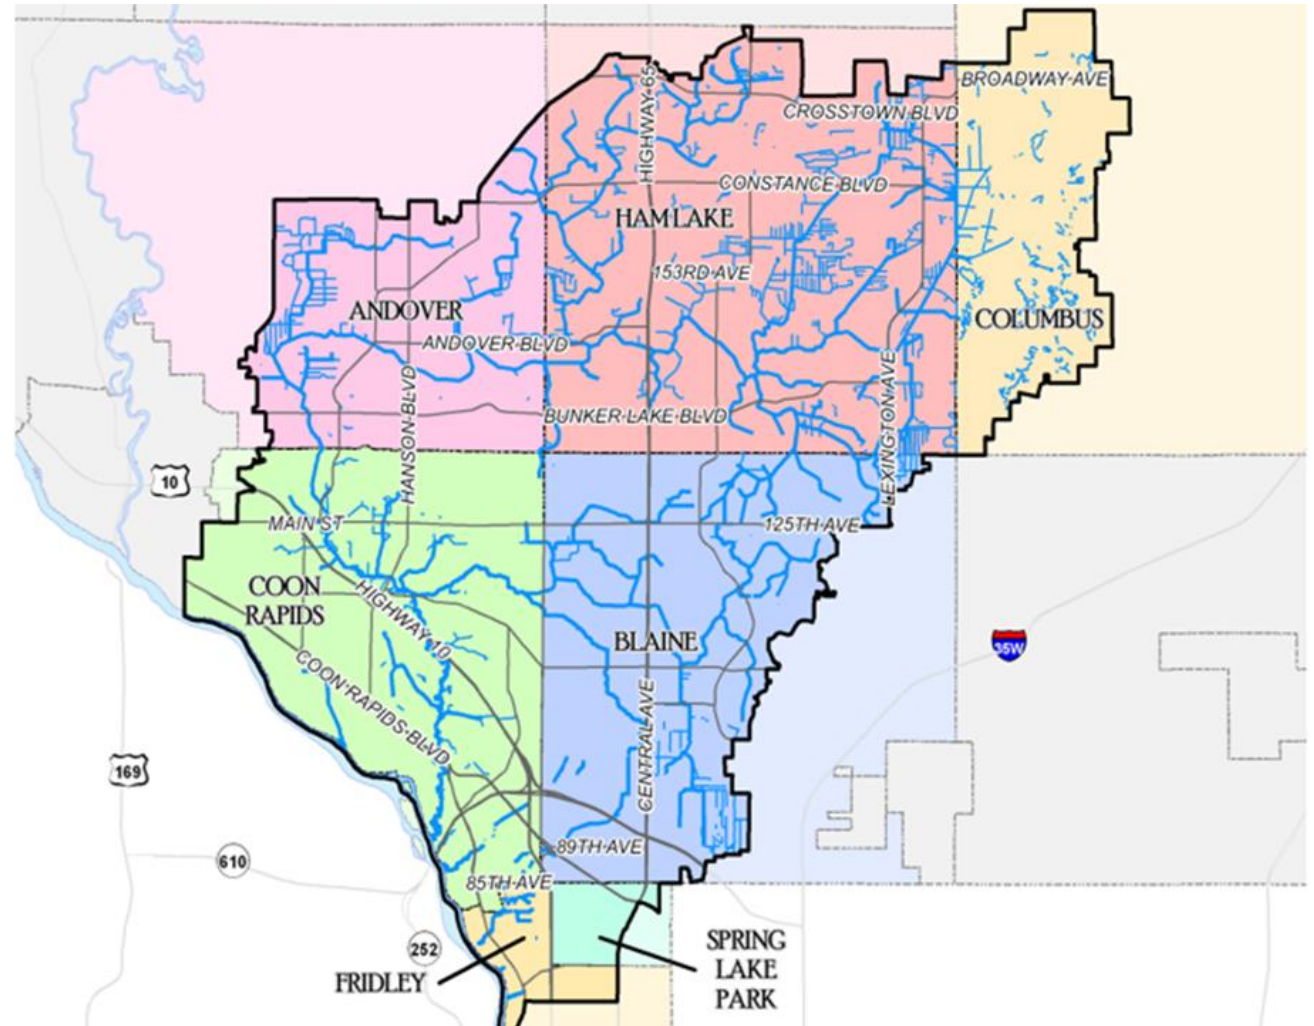 BROADWAY AVE
HIGHWAY 65
CROSSTOWN BLVD
CONSTANCE BLVD
HAM LAKE
153RD AVE
ANDOVER
COLUMBUS
ANDOVER BLVD
HANSON BLVD
LEXINGTON AVE
BUNKER LAKE BLVD
10
MAIN ST
125TH AVE
COON
RAPIDS
HIGHWAY 10
BLAINE
35W
COON RAPIDS BLVD
CENTRAL AVE
169
89TH AVE
610
85TH AVE
252
FRIDLEY
SPRING
LAKE
PARK